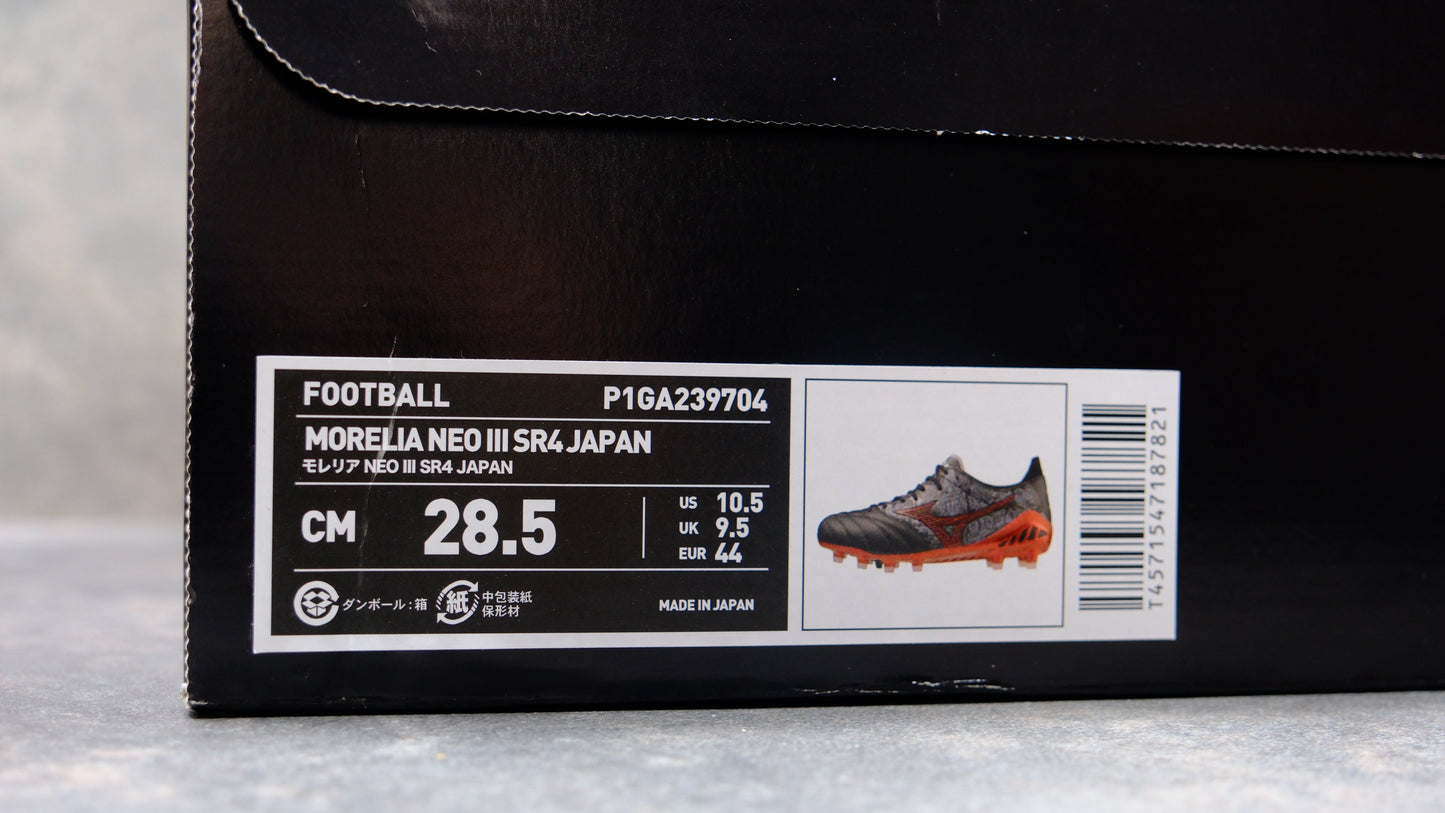 FOOTBALL P1GA239704
MORELIA NEO III SR4 JAPAN
モレリア NEO III SR4 JAPAN
CM 28.5
US 10.5
UK 9.5
EUR 44
ダンボール:箱
紙
中包装紙
保形材
MADE IN JAPAN
T4571547187821